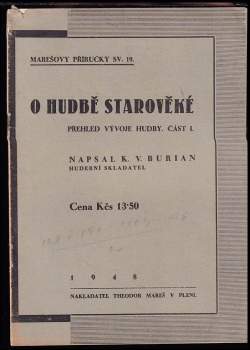 MAREŠOVY PŘÍRUČKY SV. 19.
O HUDBĚ STAROVĚKÉ
PŘEHLED VÝVOJE HUDBY. ČÁST I.
NAPSAL K. V. BURIAN
HUDEBNÍ SKLADATEL
Cena Kčs 13·50
1948
NAKLADATEL THEODOR MAREŠ V PLZNI.